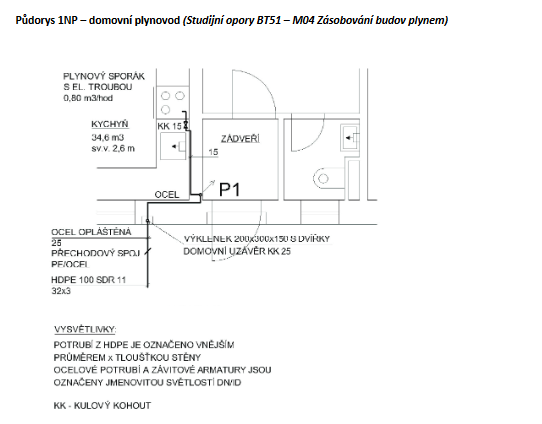 Půdorys 1NP – domovní plynovod (Studijní opory BT51 – M04 Zásobování budov plynem)
PLYNOVÝ SPORÁK
S EL. TROUBOU
0,80 m3/hod
KUCHYŇ
34,6 m3
sv.v. 2,6 m
KK 15
ZÁDVEŘÍ
15
OCEL
P1
OCEL OPLÁŠTĚNÁ
25
PŘECHODOVÝ SPOJ
PE/OCEL
HDPE 100 SDR 11
32x3
VÝKLENEK 200x300x150 S DVÍŘKY
DOMOVNÍ UZÁVĚR KK 25
VYSVĚTLIVKY:
POTRUBÍ Z HDPE JE OZNAČENO VNĚJŠÍM
PRŮMĚREM x TLOUŠŤKOU STĚNY
OCELOVÉ POTRUBÍ A ZÁVITOVÉ ARMATURY JSOU
OZNAČENY JMENOVITOU SVĚTLOSTÍ DN/ID
KK - KULOVÝ KOHOUT